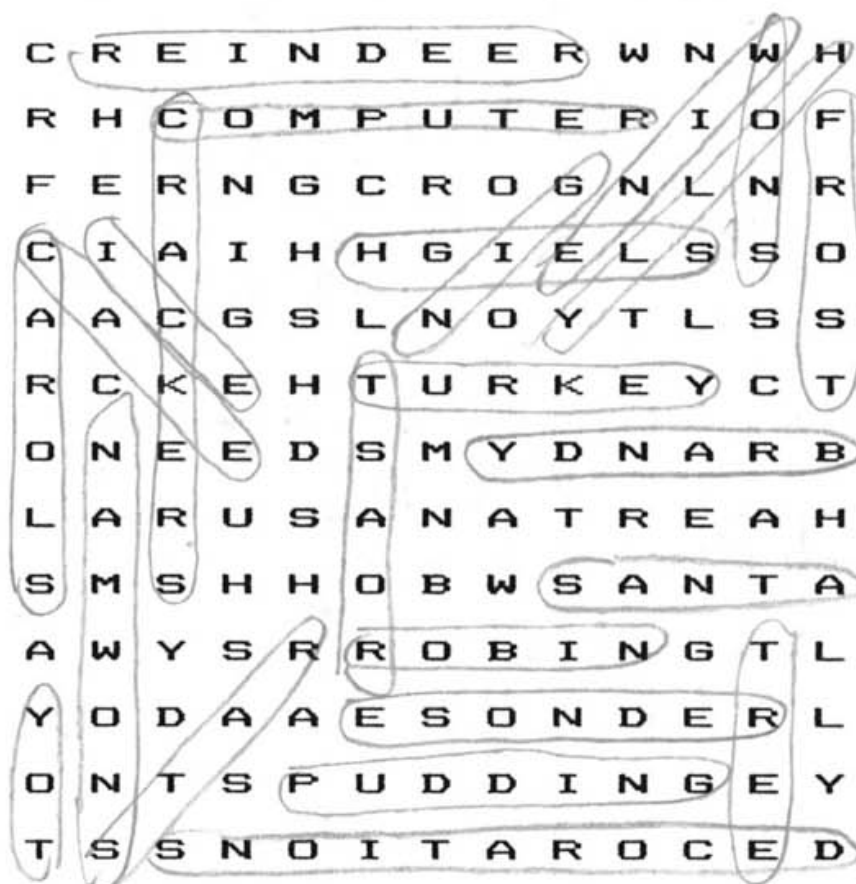 C R E I N D E E R W N W H
R H C O M P U T E R I O F
F E R N G C R O G N L N R
C I A I H H G I E L S S O
A A C G S L N O Y T L S S
R C K E H T U R K E Y C T
O N E E D S M Y D N A R B
L A R U S A N A T R E A H
S M S H H O B W S A N T A
A W Y S R R O B I N G T L
Y O D A A E S O N D E R L
O N T S P U D D I N G E Y
T S S N O I T A R O C E D